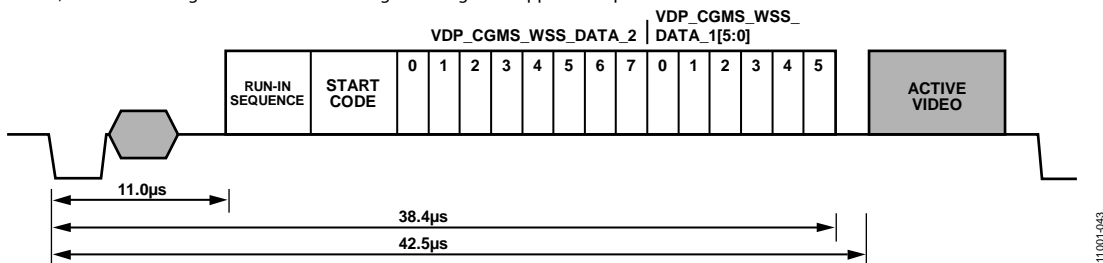 VDP_CGMS_WSS_DATA_2
VDP_CGMS_WSS_
DATA_1[5:0]
RUN-IN
SEQUENCE
START
CODE
0 1 2 3 4 5 6 7 0 1 2 3 4 5
ACTIVE
VIDEO
11.0µs
38.4µs
42.5µs
11001-043